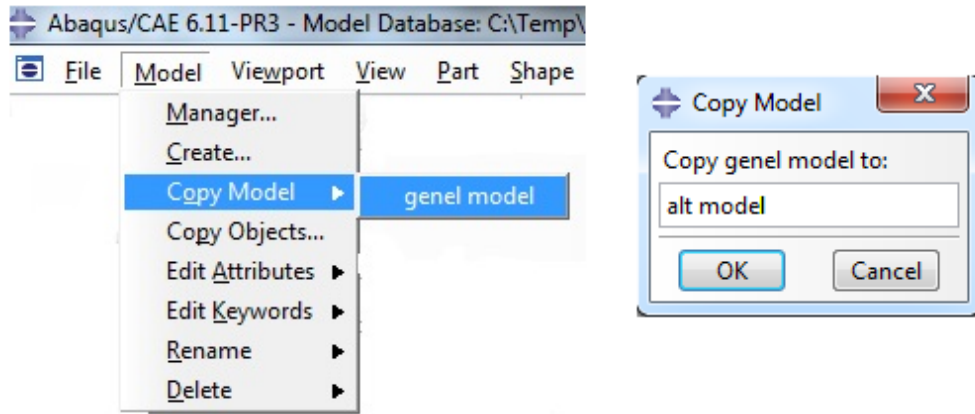 Abaqus/CAE 6.11-PR3 - Model Database: C:\Temp\
File Model Viewport View Part Shape
Manager...
Create...
Copy Model
genel model
Copy Objects...
Edit Attributes
Edit Keywords
Rename
Delete
Copy Model
Copy genel model to:
alt model
OK Cancel